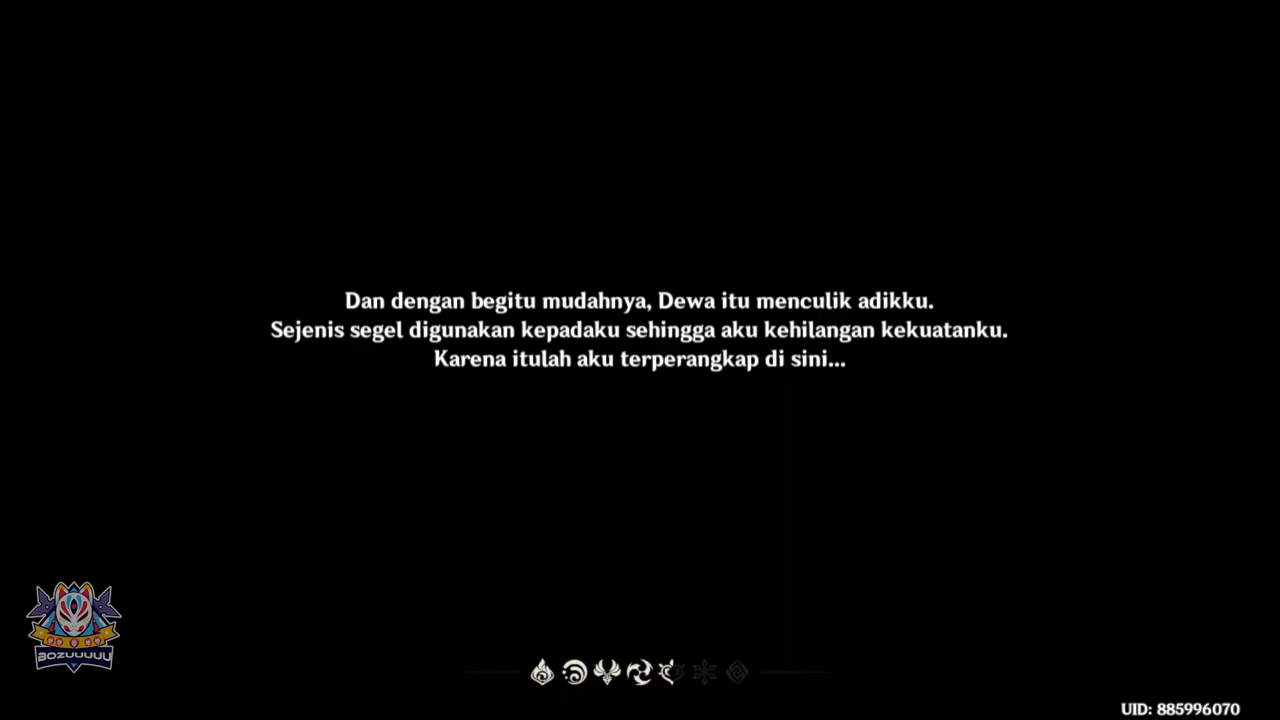 Dan dengan begitu mudahnya, Dewa itu menculik adikku.
Sejenis segel digunakan kepadaku sehingga aku kehilangan kekuatanku.
Karena itulah aku terperangkap di sini...
BOZUUUUU
UID: 885996070